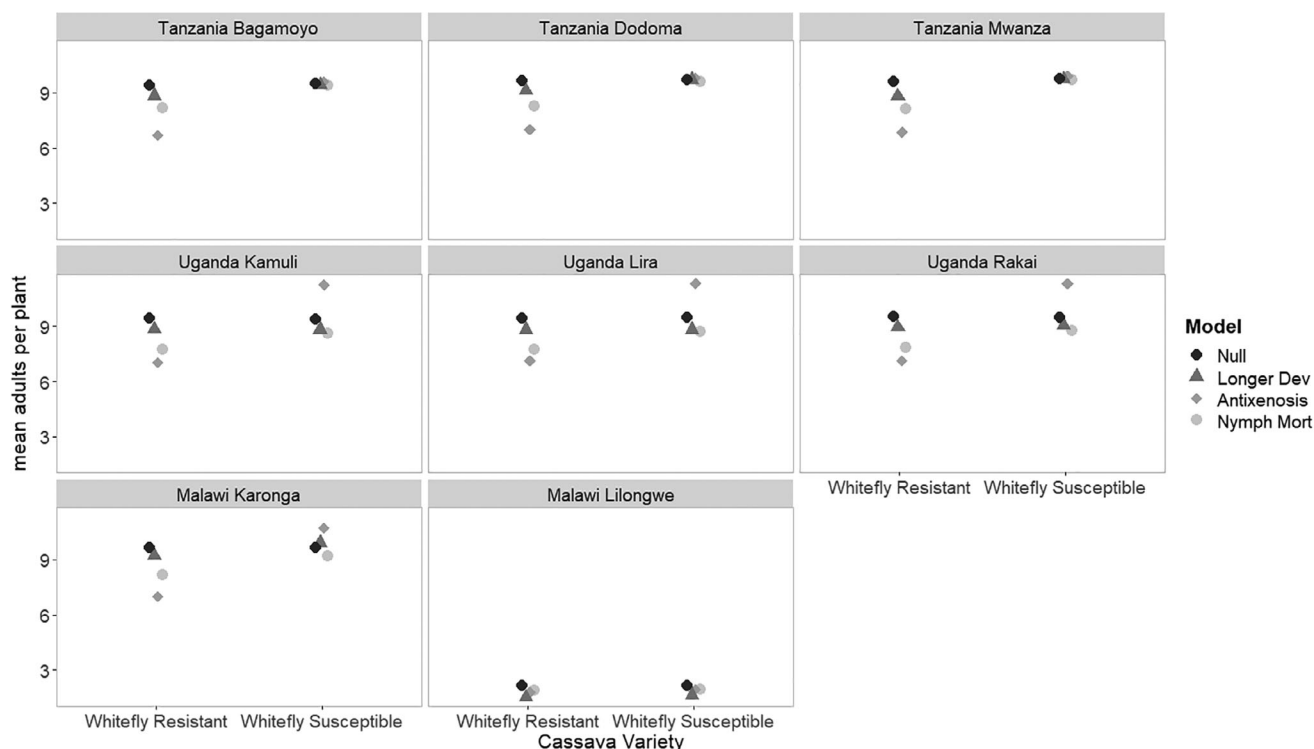 Tanzania Bagamoyo
Tanzania Dodoma
Tanzania Mwanza
9
6
3
Uganda Kamuli
Uganda Lira
Uganda Rakai
9
6
3
mean adults per plant
Model
Null
Longer Dev
Antixenosis
Nymph Mort
Malawi Karonga
Malawi Lilongwe
Whitefly Resistant
Whitefly Susceptible
9
6
3
Whitefly Resistant
Whitefly Susceptible
Whitefly Resistant
Whitefly Susceptible
Cassava Variety